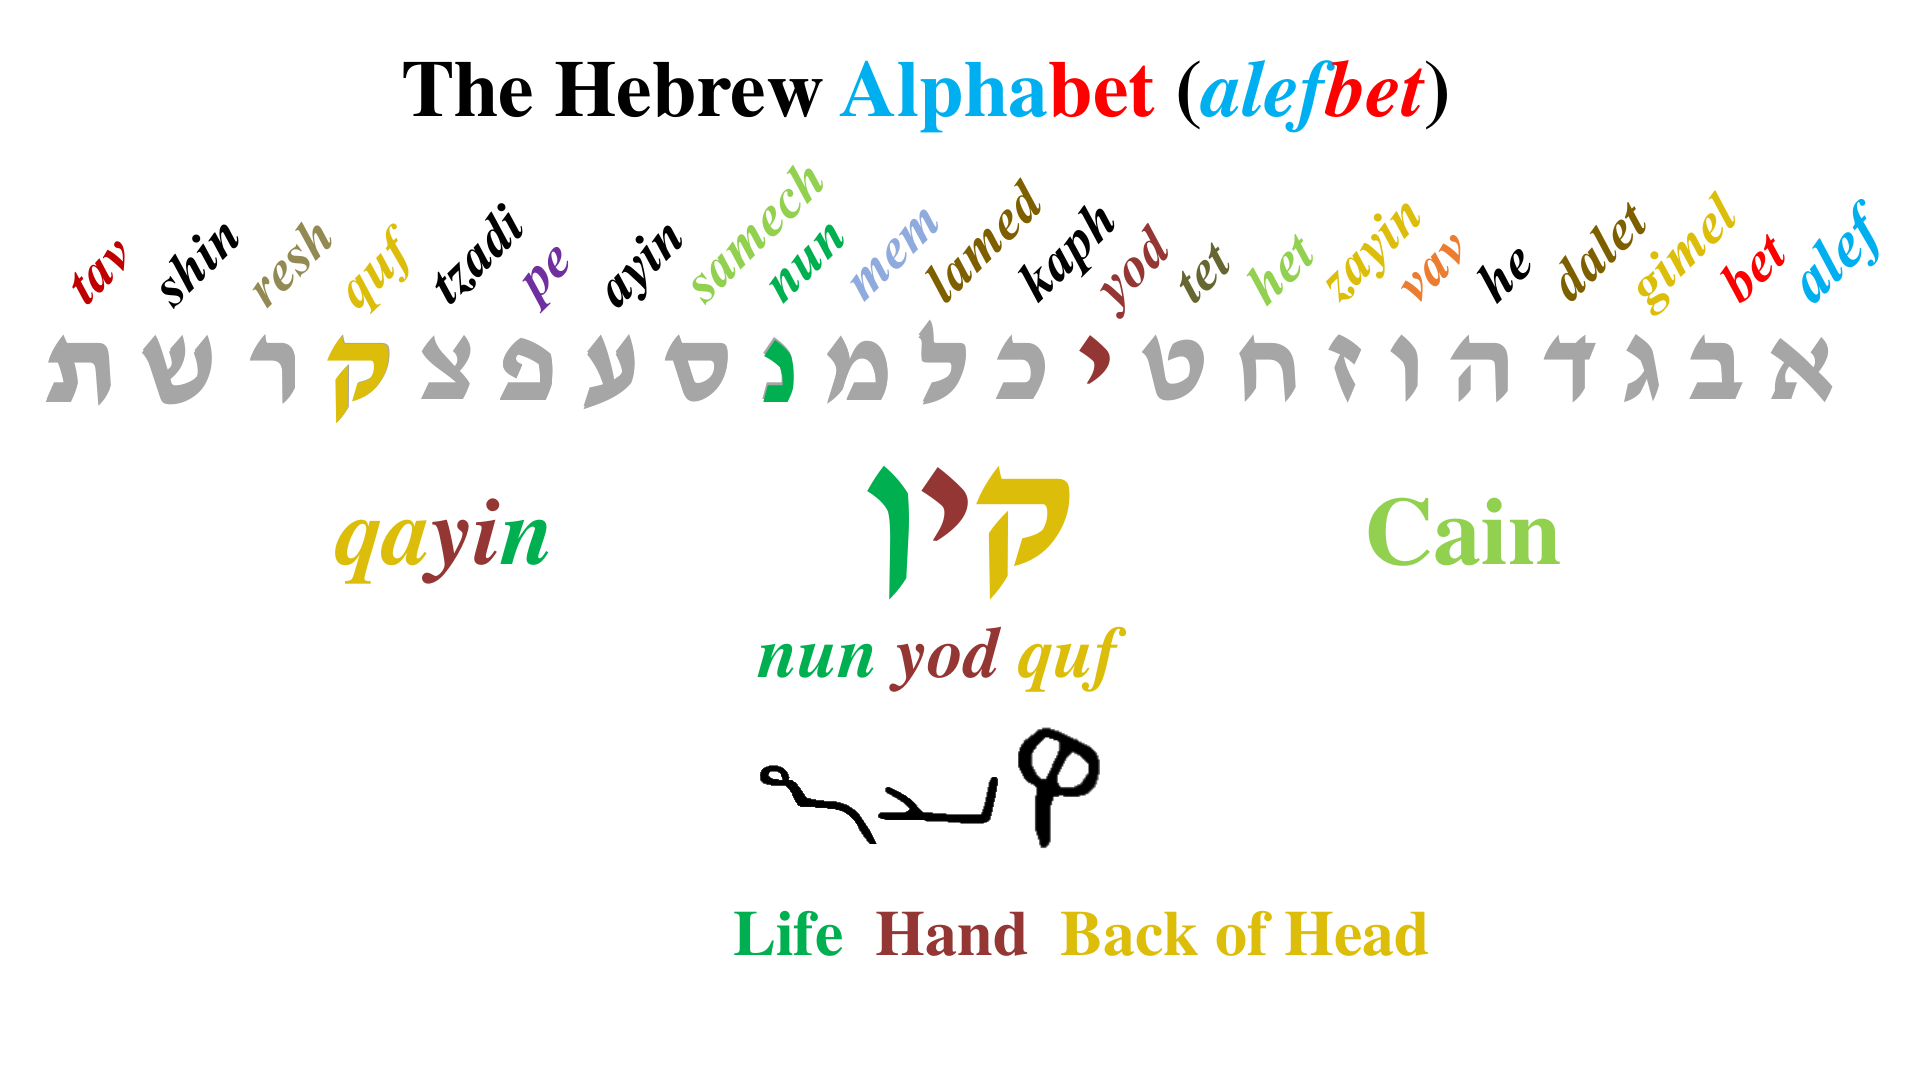 The Hebrew Alphabet (alefbet)
tav shin resh quf tzadi pe ayin samech nun mem lamed kaph yod tet het zayin vav he dalet gimel bet alef
א ב ג ד ה ו ז ח ט י כ ל מ נ ס ע פ צ ק ר ש ת
qayin קין Cain
nun yod quf
Life Hand Back of Head